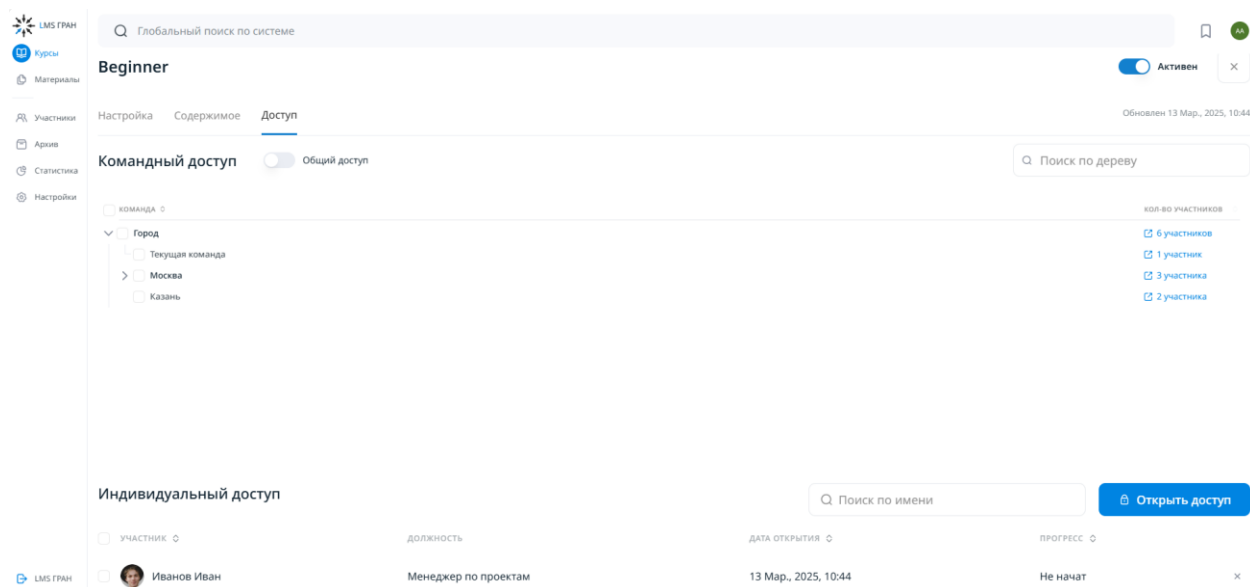 LMS ГРАН
Глобальный поиск по системе
АА
Курсы
Материалы
Участники
Архив
Статистика
Настройки
LMS ГРАН
Beginner
Активен
Настройка Содержимое Доступ
Обновлен 13 Мар., 2025, 10:44
Командный доступ
Общий доступ
Поиск по дереву
КОМАНДА КОЛ-ВО УЧАСТНИКОВ
Город 6 участников
Текущая команда 1 участник
Москва 3 участника
Казань 2 участника
Индивидуальный доступ
Поиск по имени
Открыть доступ
УЧАСТНИК ДОЛЖНОСТЬ ДАТА ОТКРЫТИЯ ПРОГРЕСС
Иванов Иван Менеджер по проектам 13 Мар., 2025, 10:44 Не начат